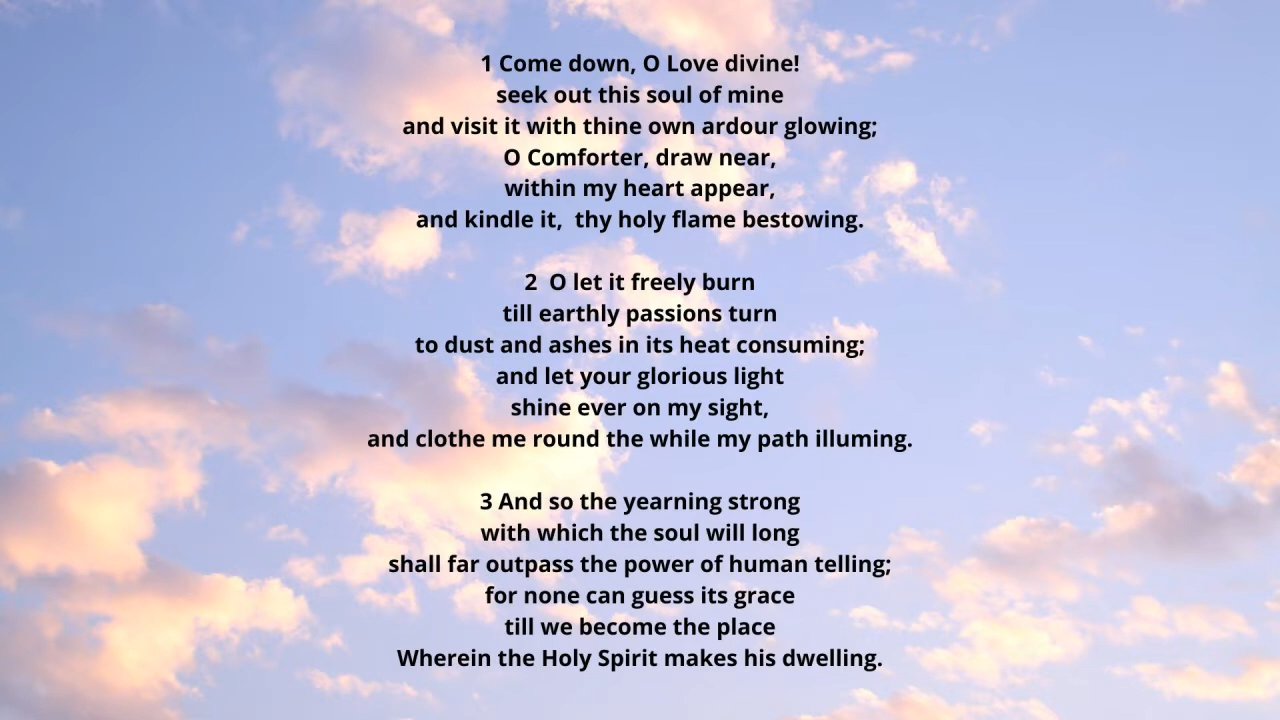 1 Come down, O Love divine!
seek out this soul of mine
and visit it with thine own ardour glowing;
O Comforter, draw near,
within my heart appear,
and kindle it,  thy holy flame bestowing.
2  O let it freely burn
till earthly passions turn
to dust and ashes in its heat consuming;
and let your glorious light
shine ever on my sight,
and clothe me round the while my path illuming.
3 And so the yearning strong
with which the soul will long
shall far outpass the power of human telling;
for none can guess its grace
till we become the place
Wherein the Holy Spirit makes his dwelling.